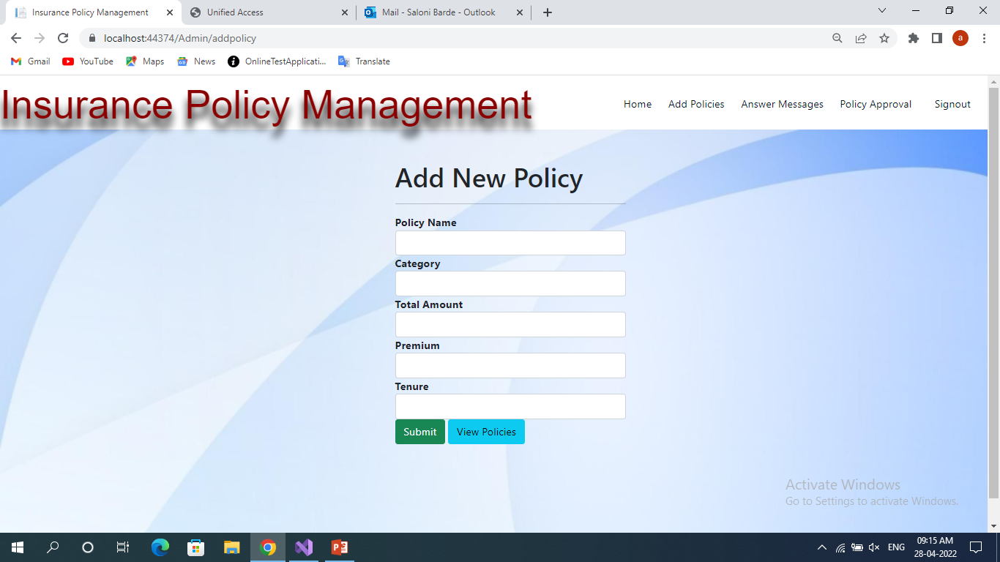 Insurance Policy Management
Unified Access
Mail - Saloni Barde - Outlook
localhost:44374/Admin/addpolicy
a
Gmail
YouTube
Maps
News
OnlineTestApplicati...
Translate
Insurance Policy Management
Home
Add Policies
Answer Messages
Policy Approval
Signout
Add New Policy
Policy Name
Category
Total Amount
Premium
Tenure
Submit
View Policies
Activate Windows
Go to Settings to activate Windows.
ENG
09:15 AM
28-04-2022